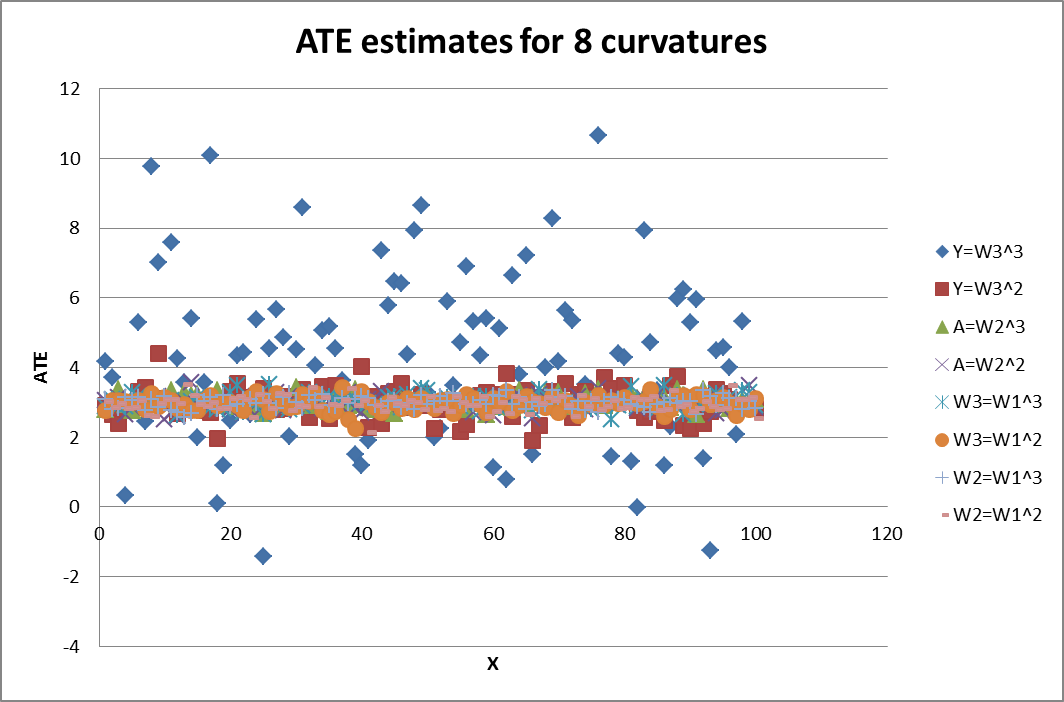 ATE estimates for 8 curvatures
12
10
8
6
4
2
0
-2
-4
0 20 40 60 80 100 120
ATE
X
Y=W3^3
Y=W3^2
A=W2^3
A=W2^2
W3=W1^3
W3=W1^2
W2=W1^3
W2=W1^2